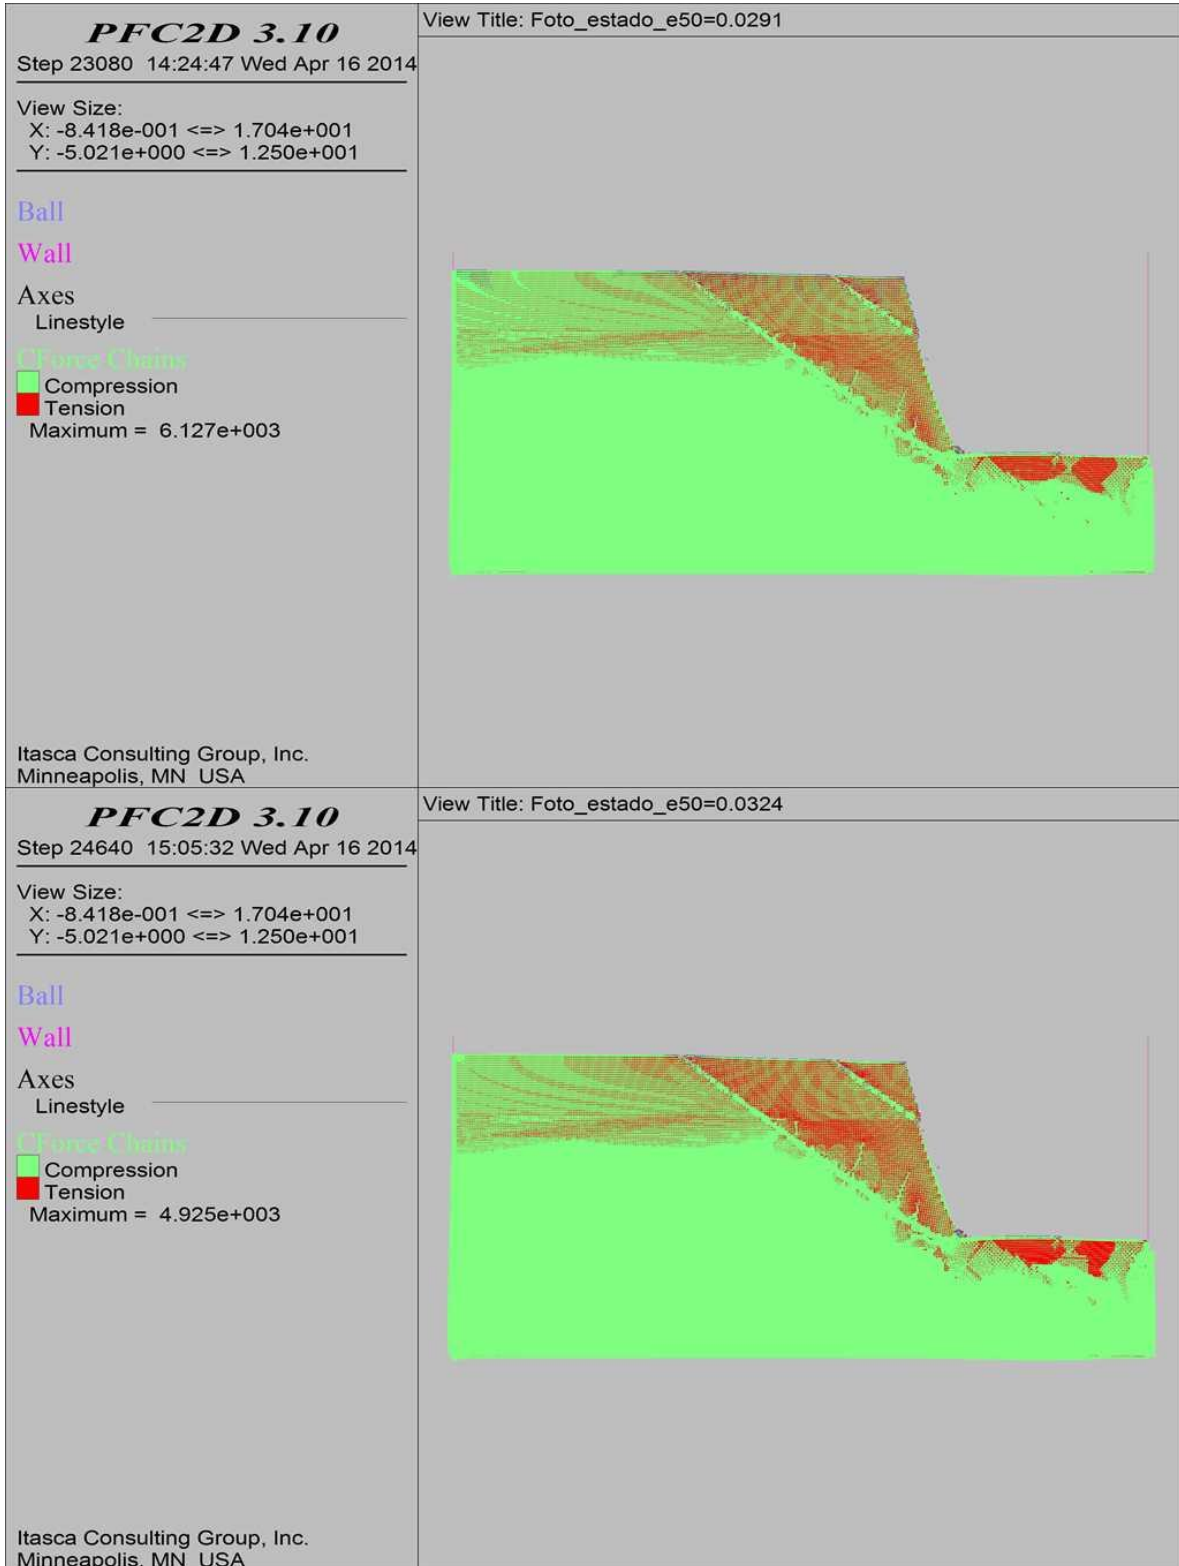 PFC2D 3.10
Step 23080 14:24:47 Wed Apr 16 2014
View Size:
X: -8.418e-001 <=> 1.704e+001
Y: -5.021e+000 <=> 1.250e+001
Ball
Wall
Axes
Linestyle
CForce Chains
Compression
Tension
Maximum = 6.127e+003
Itasca Consulting Group, Inc.
Minneapolis, MN USA
View Title: Foto_estado_e50=0.0291
PFC2D 3.10
Step 24640 15:05:32 Wed Apr 16 2014
View Size:
X: -8.418e-001 <=> 1.704e+001
Y: -5.021e+000 <=> 1.250e+001
Ball
Wall
Axes
Linestyle
CForce Chains
Compression
Tension
Maximum = 4.925e+003
Itasca Consulting Group, Inc.
Minneapolis, MN USA
View Title: Foto_estado_e50=0.0324